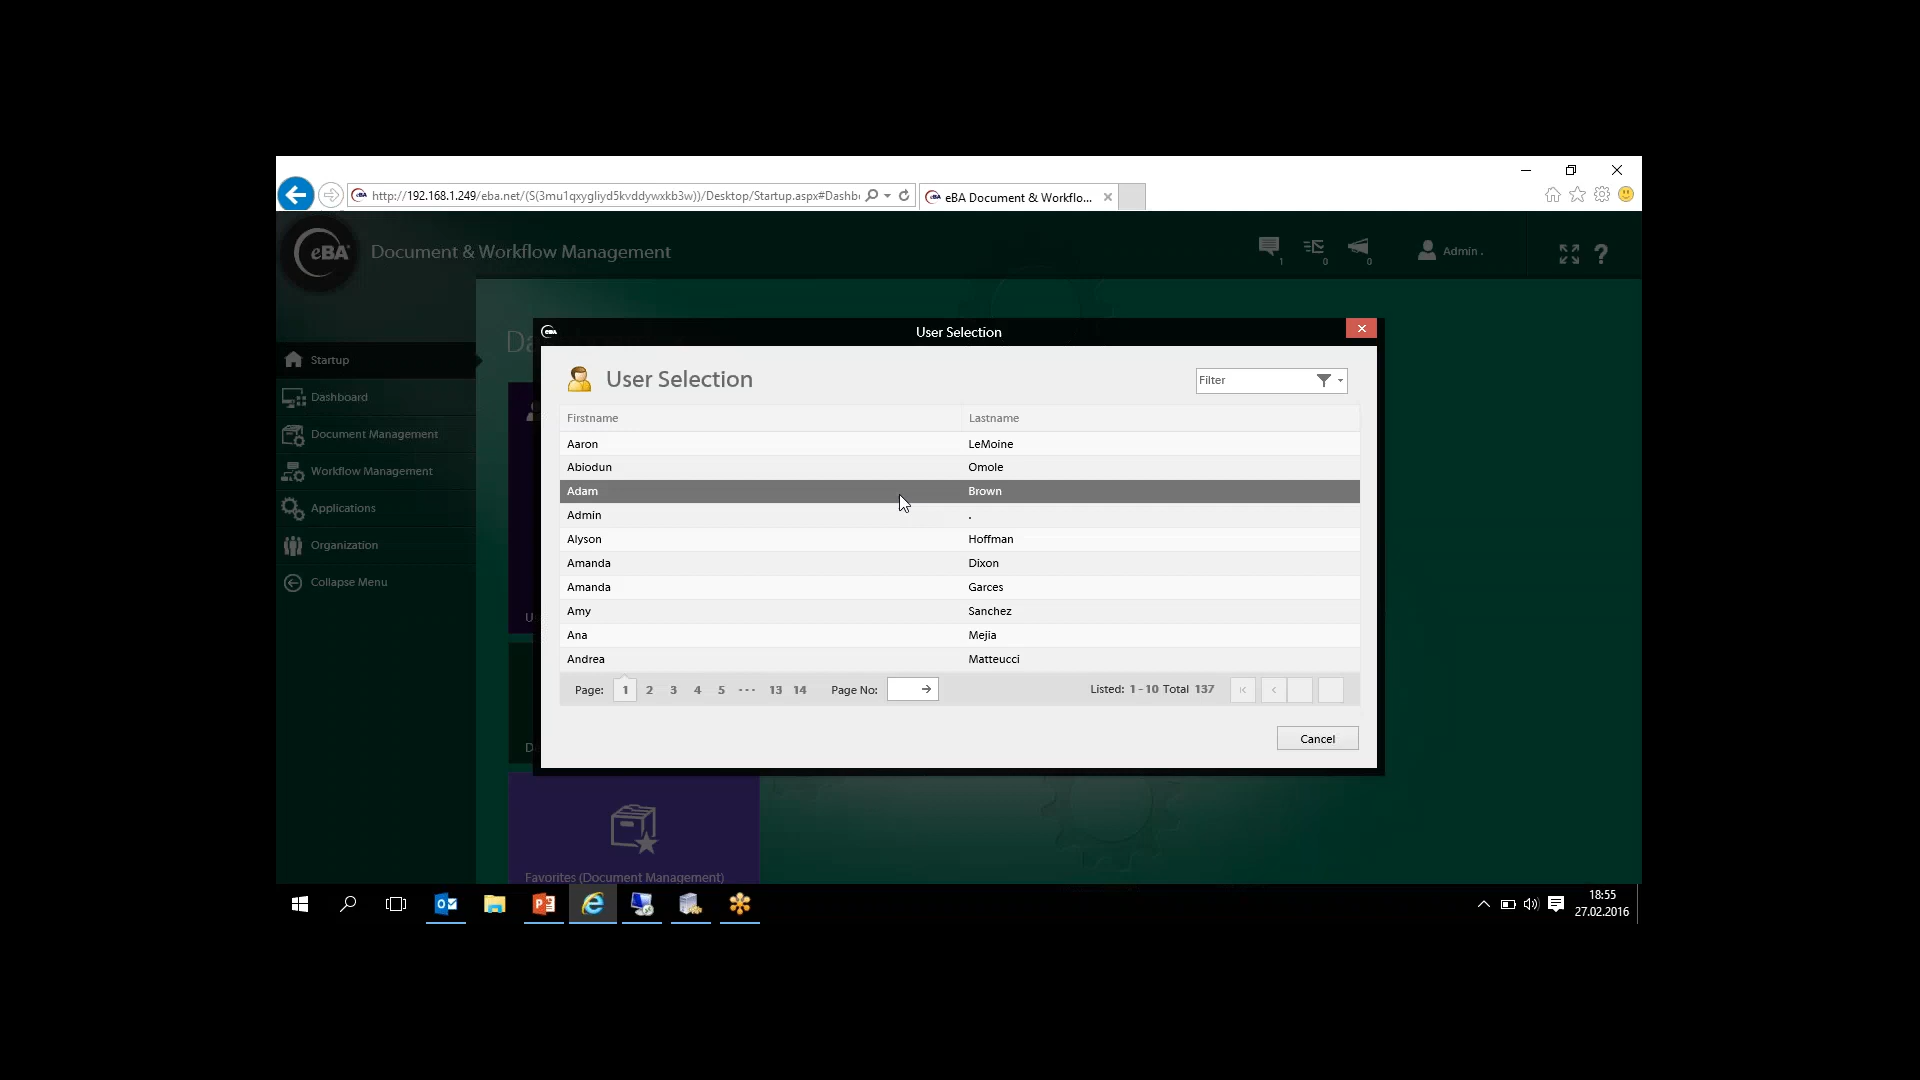 http://192.168.1.249/eba.net/(S(3mu1qxygliyd5kvddywxkb3w))/Desktop/Startup.aspx#Dashb
eBA Document & Workflo...
eBA Document & Workflow Management
1 0 0 Admin . ?
Startup
Dashboard
Document Management
Workflow Management
Applications
Organization
Collapse Menu
User Selection
User Selection
Filter
Firstname Lastname
Aaron LeMoine
Abiodun Omole
Adam Brown
Admin .
Alyson Hoffman
Amanda Dixon
Amanda Garces
Amy Sanchez
Ana Mejia
Andrea Matteucci
Page: 1 2 3 4 5 ··· 13 14 Page No: Listed: 1 - 10 Total 137
Cancel
Favorites (Document Management)
18:55
27.02.2016